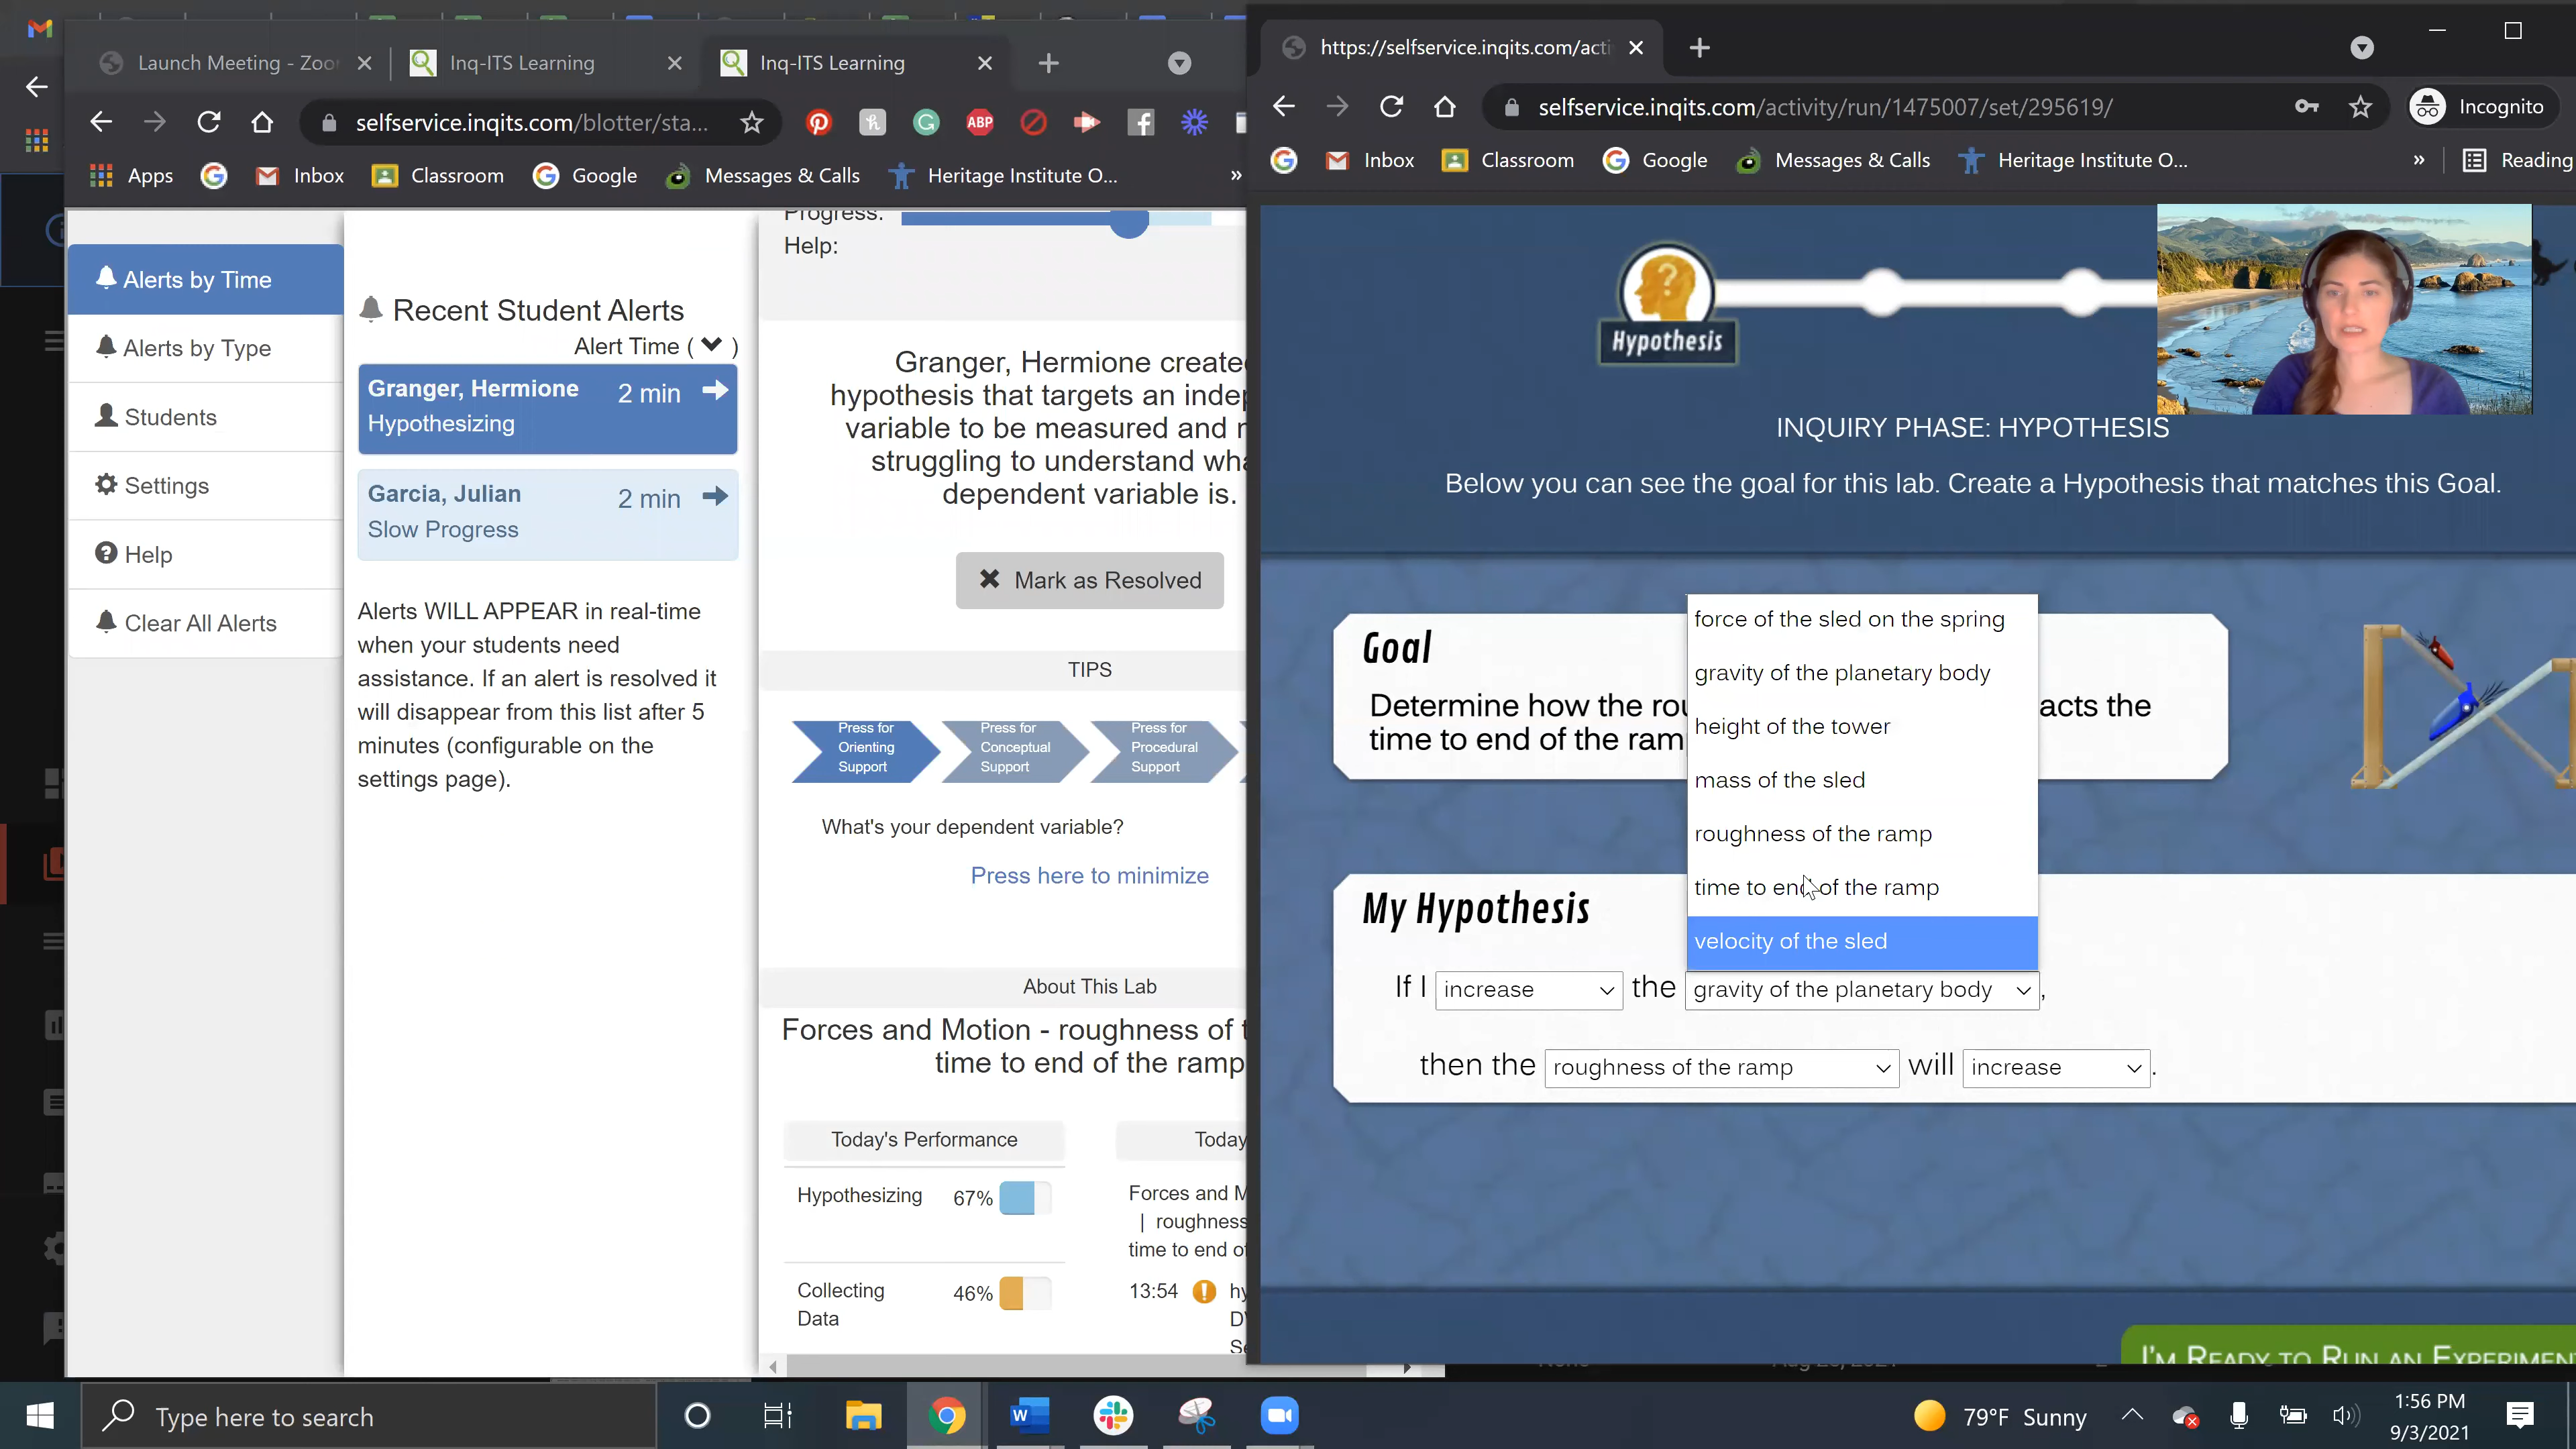 Launch Meeting - Zoo
Inq-ITS Learning
Inq-ITS Learning
selfservice.inqits.com/blotter/sta...
ABP
Apps
Inbox
Classroom
Google
Messages & Calls
Heritage Institute O...
»
Alerts by Time
Alerts by Type
Students
Settings
Help
Clear All Alerts
Recent Student Alerts
Alert Time ( )
Granger, Hermione
2 min
Hypothesizing
Garcia, Julian
2 min
Slow Progress
Alerts WILL APPEAR in real-time
when your students need
assistance. If an alert is resolved it
will disappear from this list after 5
minutes (configurable on the
settings page).
Progress:
Help:
Granger, Hermione create
hypothesis that targets an inde
variable to be measured and
struggling to understand wh
dependent variable is.
Mark as Resolved
TIPS
Press for
Orienting
Support
Press for
Conceptual
Support
Press for
Procedural
Support
What's your dependent variable?
Press here to minimize
About This Lab
Forces and Motion - roughness of
time to end of the ramp
Today's Performance
Hypothesizing 67%
Collecting
Data
46%
Today
Forces and M
| roughness
time to end o
13:54
hy
D
Se
https://selfservice.inqits.com/acti
selfservice.inqits.com/activity/run/1475007/set/295619/
Incognito
Inbox
Classroom
Google
Messages & Calls
Heritage Institute O...
»
Reading
Hypothesis
INQUIRY PHASE: HYPOTHESIS
Below you can see the goal for this lab. Create a Hypothesis that matches this Goal.
Goal
Determine how the rou
acts the
time to end of the ram
force of the sled on the spring
gravity of the planetary body
height of the tower
mass of the sled
roughness of the ramp
time to end of the ramp
velocity of the sled
My Hypothesis
If I increase the gravity of the planetary body ,
then the roughness of the ramp will increase .
I'M READY TO RUN AN EXPERIMEN
Type here to search
W
79°F Sunny
1:56 PM
9/3/2021